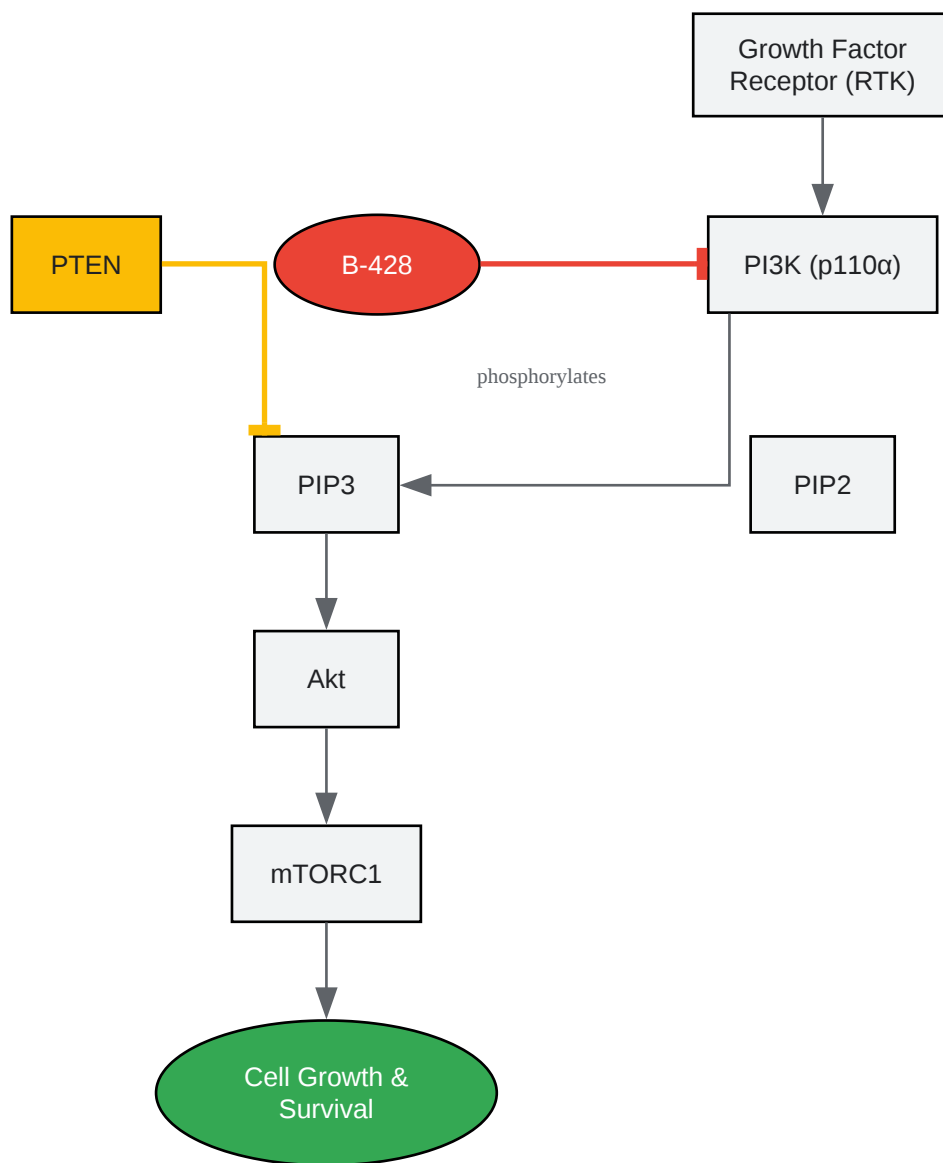 Growth Factor
Receptor (RTK)
PTEN
B-428
PI3K (p110α)
phosphorylates
PIP3
PIP2
Akt
mTORC1
Cell Growth &
Survival